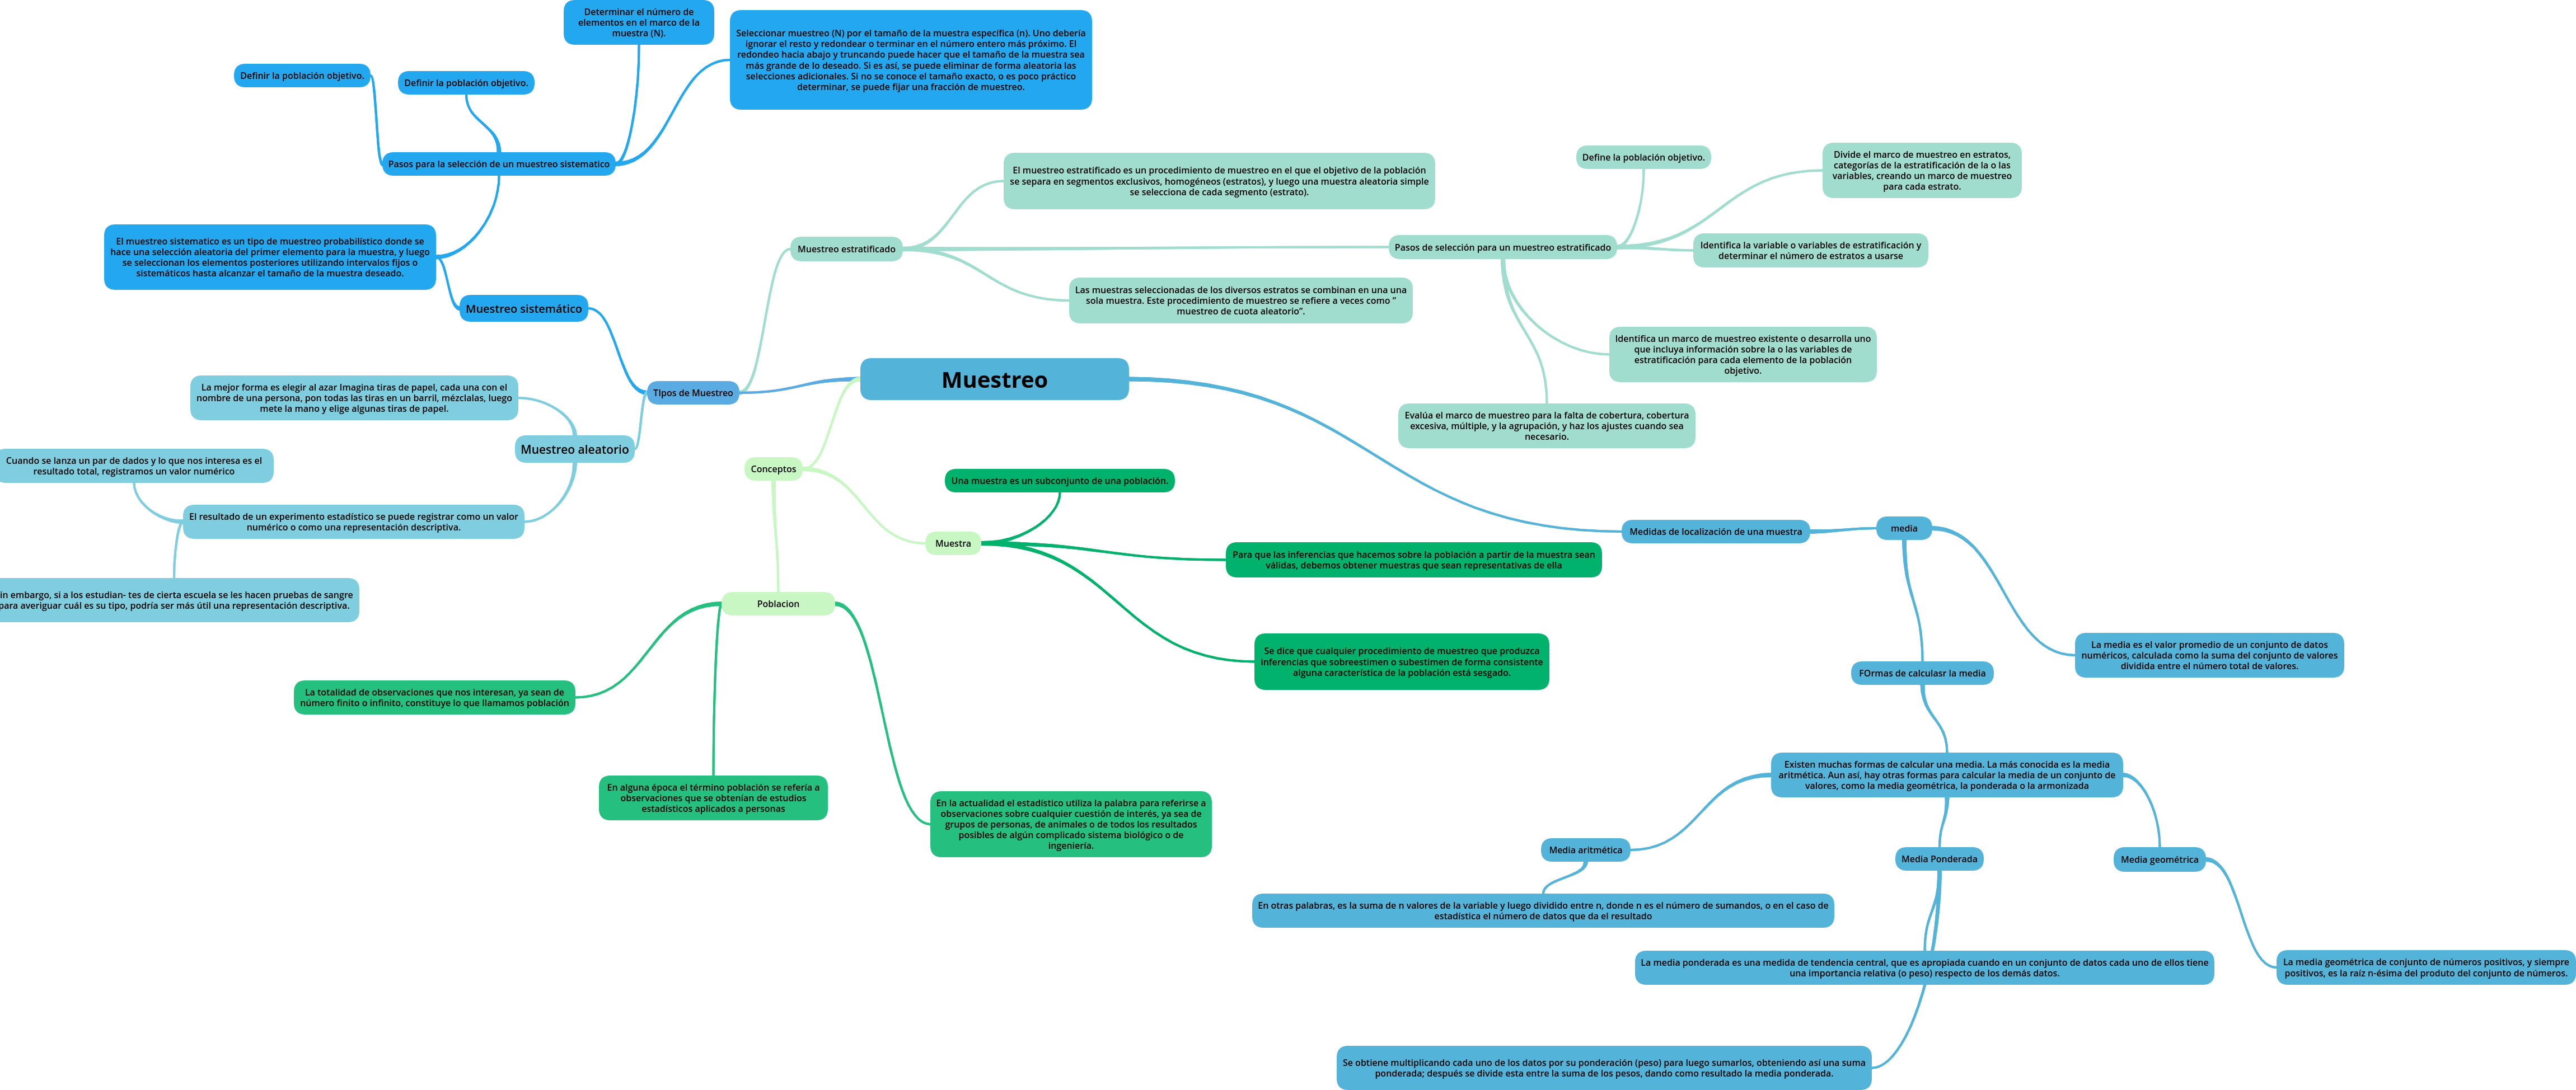 Determinar el número de
elementos en el marco de la
muestra (N).
Seleccionar muestreo (N) por el tamaño de la muestra específica (n). Uno debería
ignorar el resto y redondear o terminar en el número entero más próximo. El
redondeo hacia abajo y truncando puede hacer que el tamaño de la muestra sea
más grande de lo deseado. Si es así, se puede eliminar de forma aleatoria las
selecciones adicionales. Si no se conoce el tamaño exacto, o es poco práctico
determinar, se puede fijar una fracción de muestreo.
Definir la población objetivo.
Definir la población objetivo.
Pasos para la selección de un muestreo sistematico
El muestreo sistematico es un tipo de muestreo probabilístico donde se
hace una selección aleatoria del primer elemento para la muestra, y luego
se seleccionan los elementos posteriores utilizando intervalos fijos o
sistemáticos hasta alcanzar el tamaño de la muestra deseado.
Muestreo sistemático
El muestreo estratificado es un procedimiento de muestreo en el que el objetivo de la población
se separa en segmentos exclusivos, homogéneos (estratos), y luego una muestra aleatoria simple
se selecciona de cada segmento (estrato).
Muestreo estratificado
Las muestras seleccionadas de los diversos estratos se combinan en una una
sola muestra. Este procedimiento de muestreo se refiere a veces como "
muestreo de cuota aleatorio".
Define la población objetivo.
Divide el marco de muestreo en estratos,
categorías de la estratificación de la o las
variables, creando un marco de muestreo
para cada estrato.
Pasos de selección para un muestreo estratificado
Identifica la variable o variables de estratificación y
determinar el número de estratos a usarse
Identifica un marco de muestreo existente o desarrolla uno
que incluya información sobre la o las variables de
estratificación para cada elemento de la población
objetivo.
Evalúa el marco de muestreo para la falta de cobertura, cobertura
excesiva, múltiple, y la agrupación, y haz los ajustes cuando sea
necesario.
Muestreo
Tipos de Muestreo
La mejor forma es elegir al azar Imagina tiras de papel, cada una con el
nombre de una persona, pon todas las tiras en un barril, mézclalas, luego
mete la mano y elige algunas tiras de papel.
Muestreo aleatorio
Cuando se lanza un par de dados y lo que nos interesa es el
resultado total, registramos un valor numérico
El resultado de un experimento estadístico se puede registrar como un valor
numérico o como una representación descriptiva.
in embargo, si a los estudian- tes de cierta escuela se les hacen pruebas de sangre
para averiguar cuál es su tipo, podría ser más útil una representación descriptiva.
Conceptos
Una muestra es un subconjunto de una población.
Muestra
Para que las inferencias que hacemos sobre la población a partir de la muestra sean
válidas, debemos obtener muestras que sean representativas de ella
Se dice que cualquier procedimiento de muestreo que produzca
inferencias que sobreestimen o subestimen de forma consistente
alguna característica de la población está sesgado.
Poblacion
La totalidad de observaciones que nos interesan, ya sean de
número finito o infinito, constituye lo que llamamos población
En alguna época el término población se refería a
observaciones que se obtenían de estudios
estadísticos aplicados a personas
En la actualidad el estadístico utiliza la palabra para referirse a
observaciones sobre cualquier cuestión de interés, ya sea de
grupos de personas, de animales o de todos los resultados
posibles de algún complicado sistema biológico o de
ingeniería.
Medidas de localización de una muestra
media
La media es el valor promedio de un conjunto de datos
numéricos, calculada como la suma del conjunto de valores
dividida entre el número total de valores.
FOrmas de calculasr la media
Existen muchas formas de calcular una media. La más conocida es la media
aritmética. Aun así, hay otras formas para calcular la media de un conjunto de
valores, como la media geométrica, la ponderada o la armonizada
Media aritmética
Media Ponderada
Media geométrica
En otras palabras, es la suma de n valores de la variable y luego dividido entre n, donde n es el número de sumandos, o en el caso de
estadística el número de datos que da el resultado
La media ponderada es una medida de tendencia central, que es apropiada cuando en un conjunto de datos cada uno de ellos tiene
una importancia relativa (o peso) respecto de los demás datos.
La media geométrica de conjunto de números positivos, y siempre
positivos, es la raíz n-ésima del producto del conjunto de números.
Se obtiene multiplicando cada uno de los datos por su ponderación (peso) para luego sumarlos, obteniendo así una suma
ponderada; después se divide esta entre la suma de los pesos, dando como resultado la media ponderada.